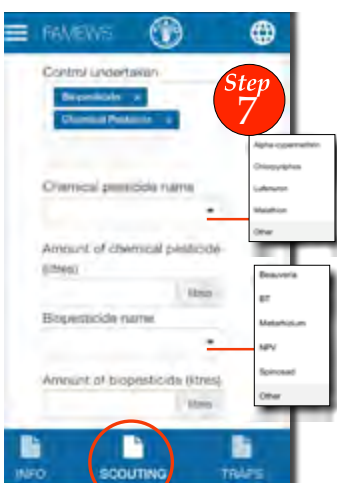 FAMEWS
Control undertaken
Step
7
Biopesticide x
Chemical Pesticide x
Alpha-cypermethrin
Chlorpyriphos
Lufenuron
Malathion
Other
Chemical pesticide name
Amount of chemical pesticide
(litres)
litres
Biopesticide name
Beauveria
BT
Metarhizium
NPV
Spinosad
Other
Amount of biopesticide (litres)
litres
INFO
SCOUTING
TRAPS